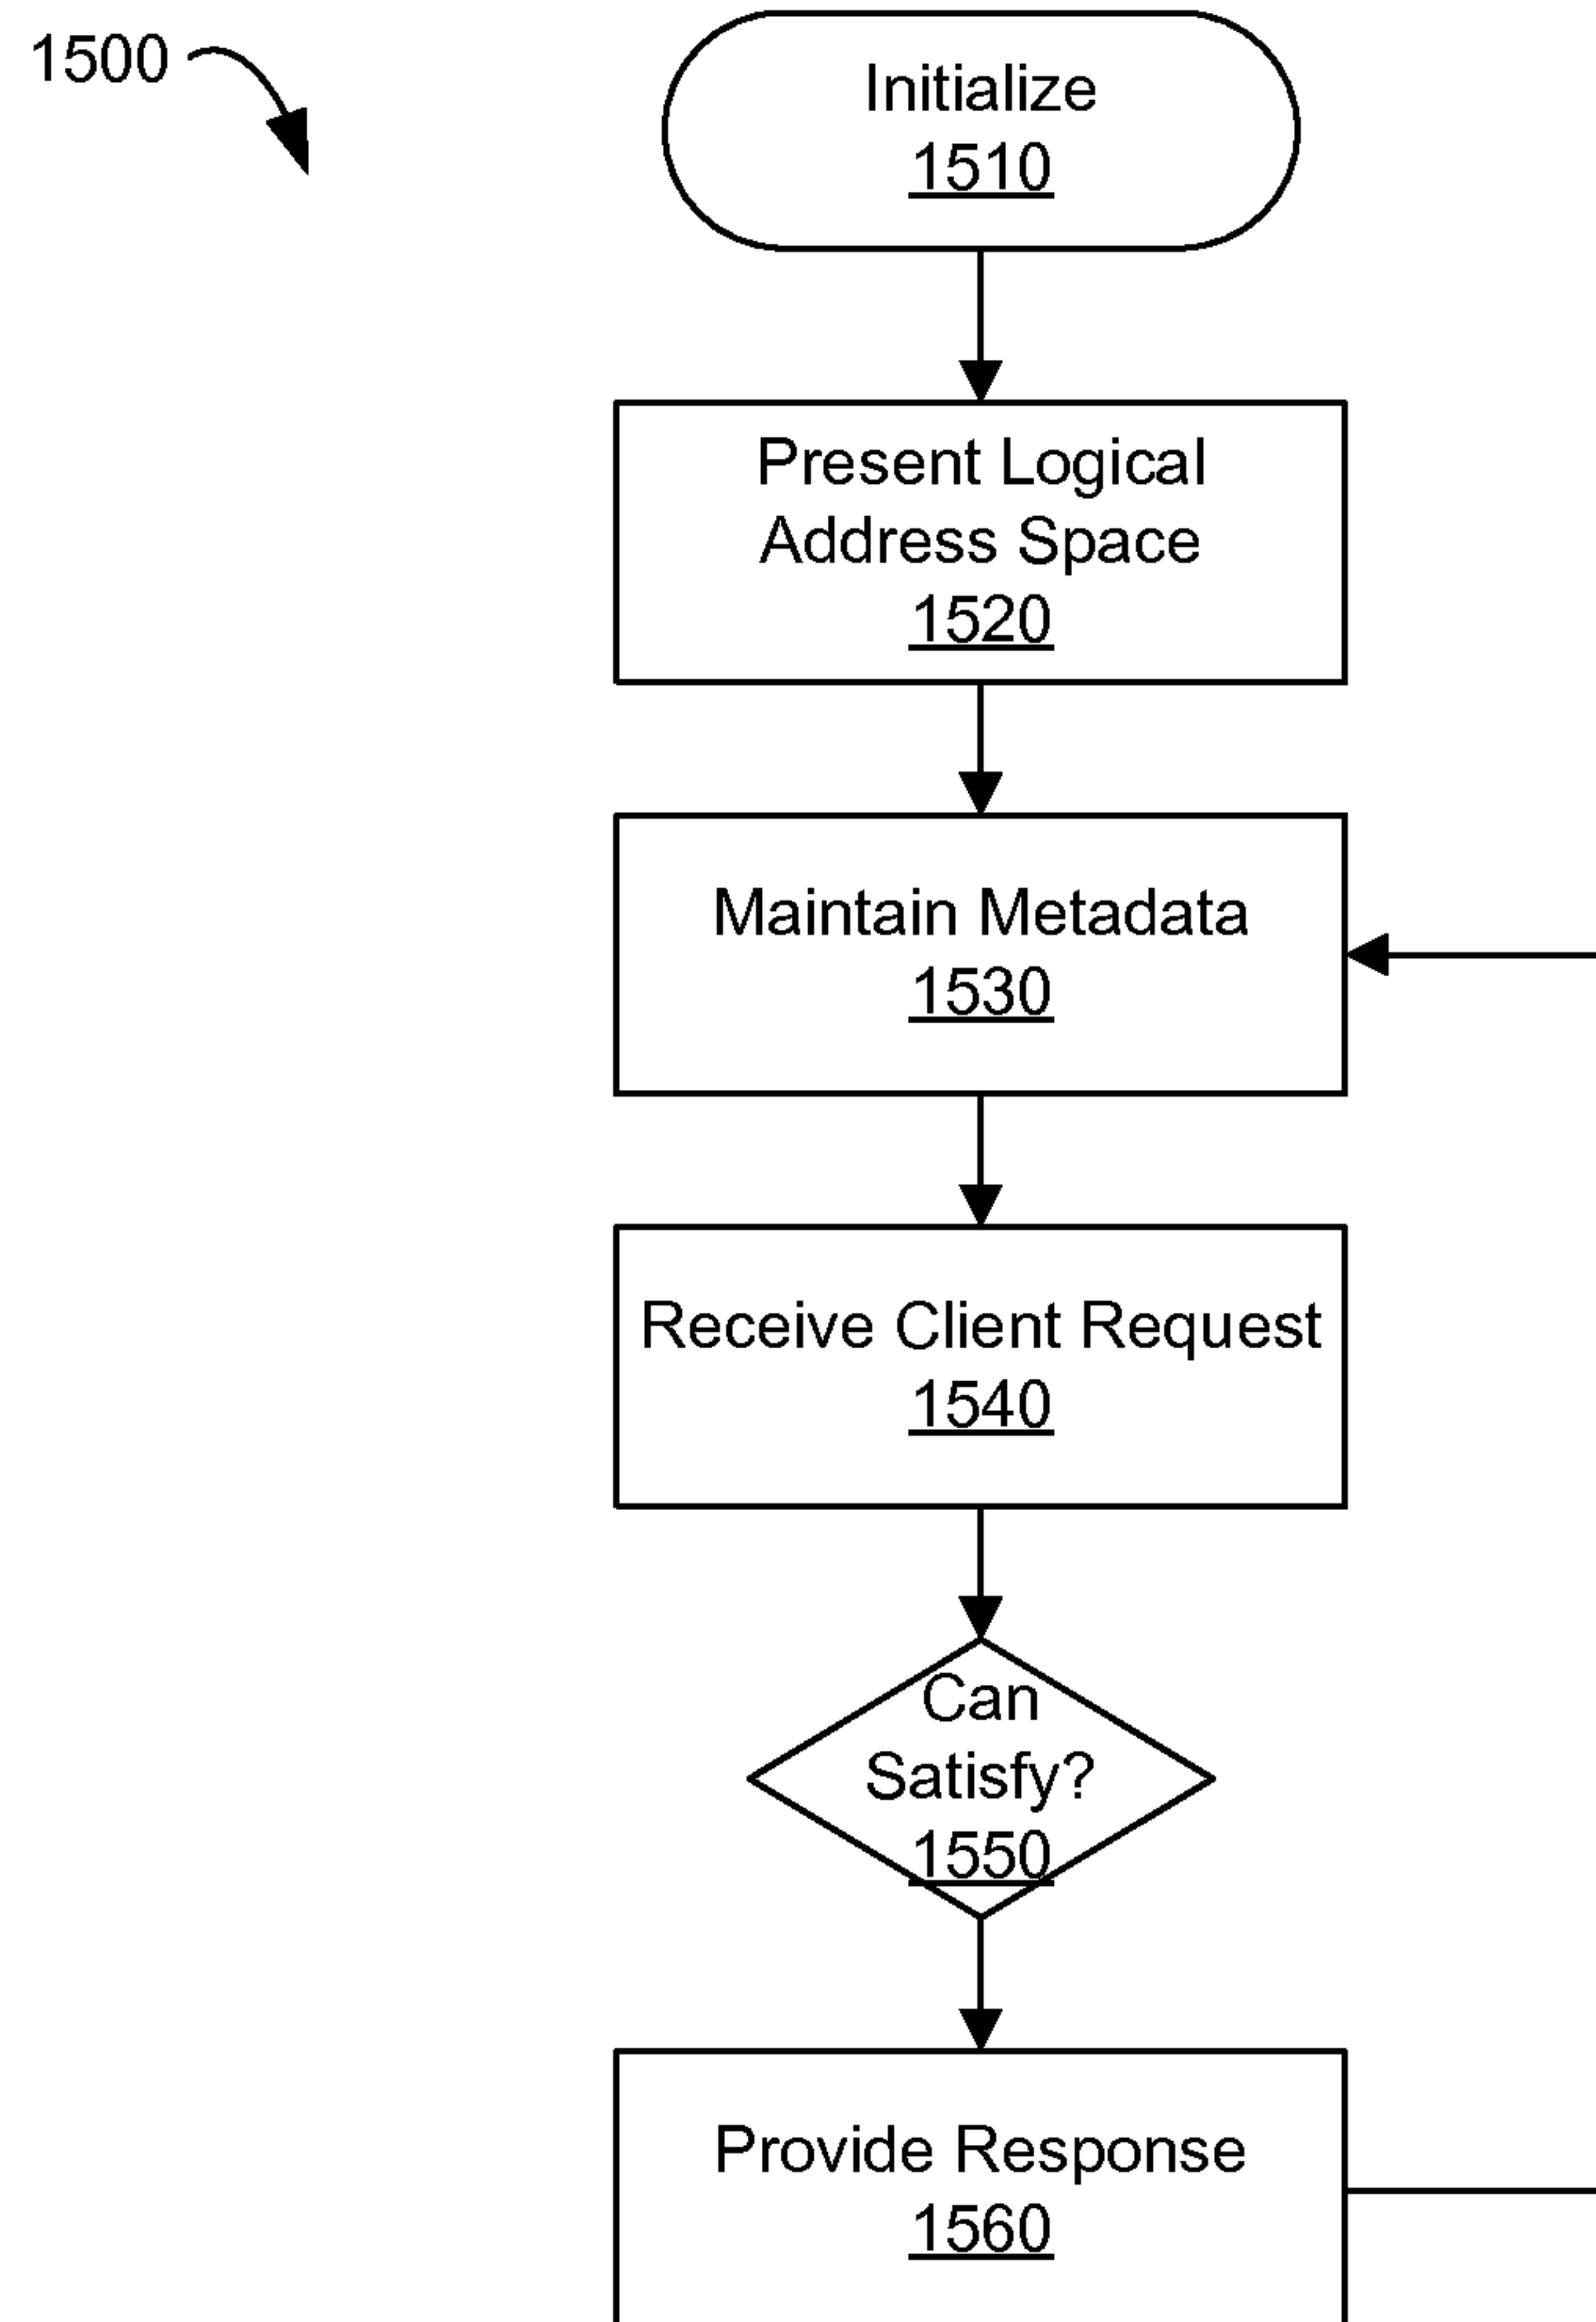 1500
Initialize
1510
Present Logical
Address Space
1520
Maintain Metadata
1530
Receive Client Request
1540
Can
Satisfy?
1550
Provide Response
1560